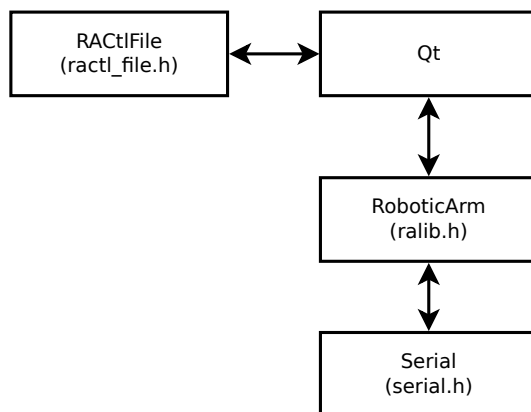 RACtlFile
(ractl_file.h)
Qt
RoboticArm
(ralib.h)
Serial
(serial.h)